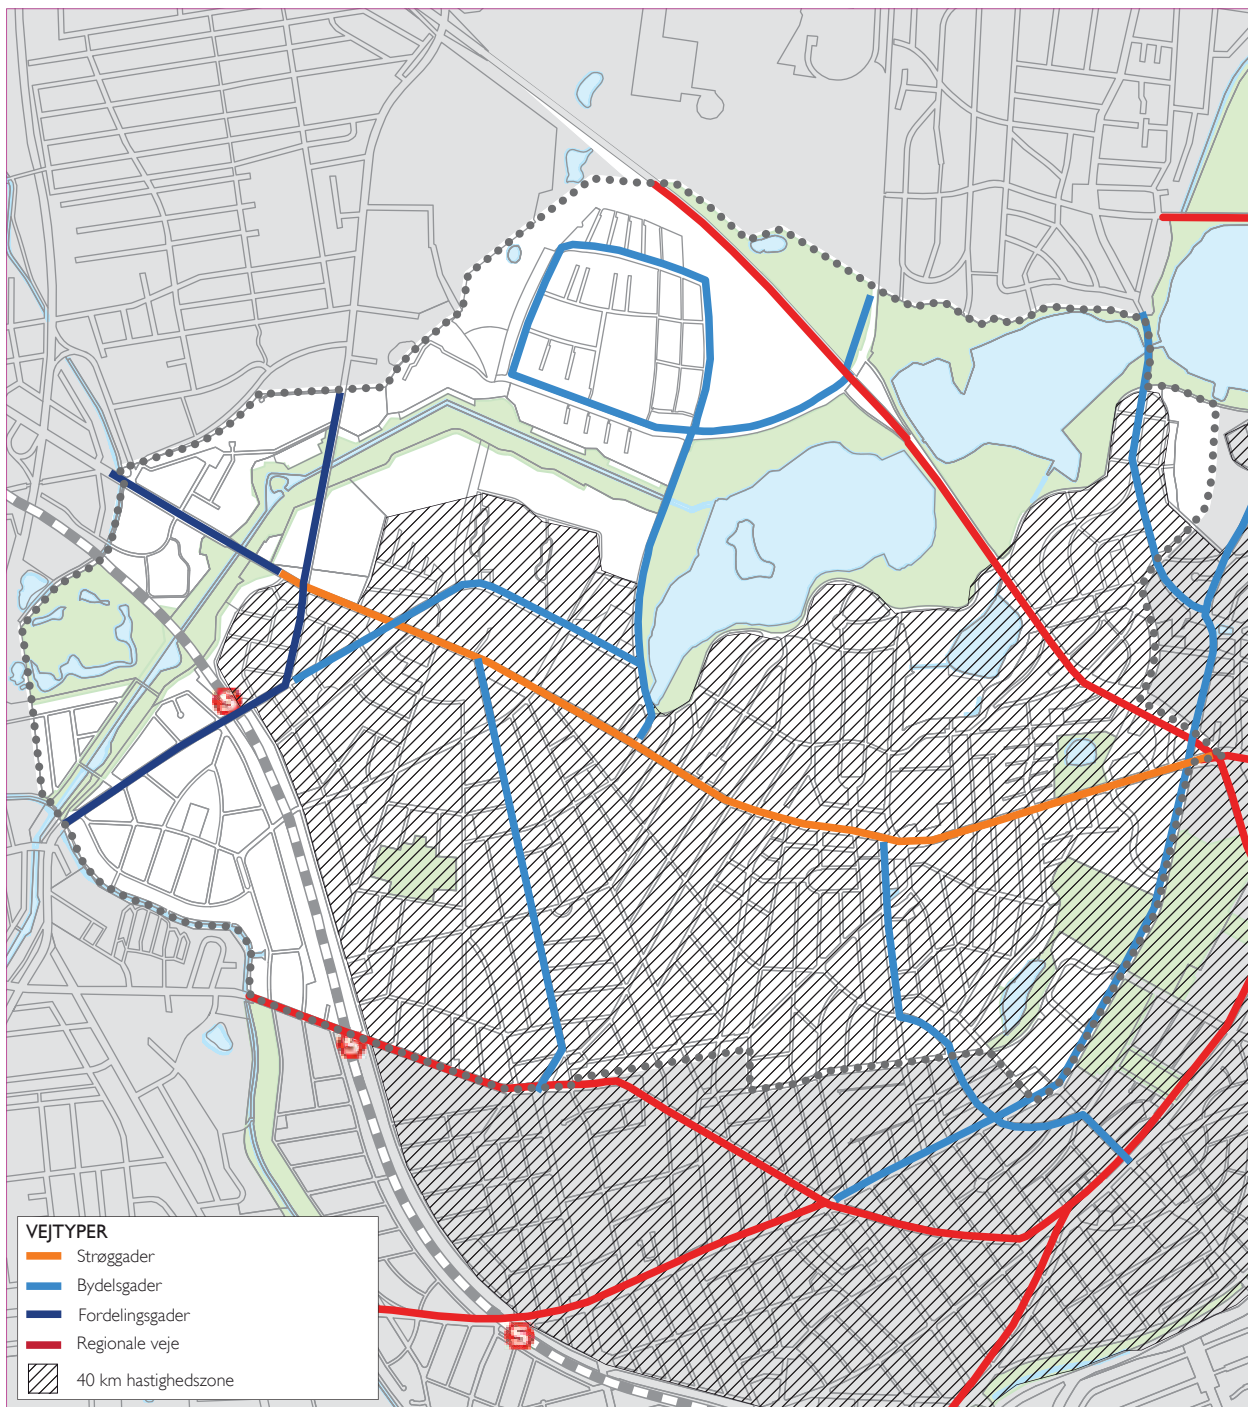 S
S
S
VEJTYPER
Strøggader
Bydelsgader
Fordelingsgader
Regionale veje
40 km hastighedszone